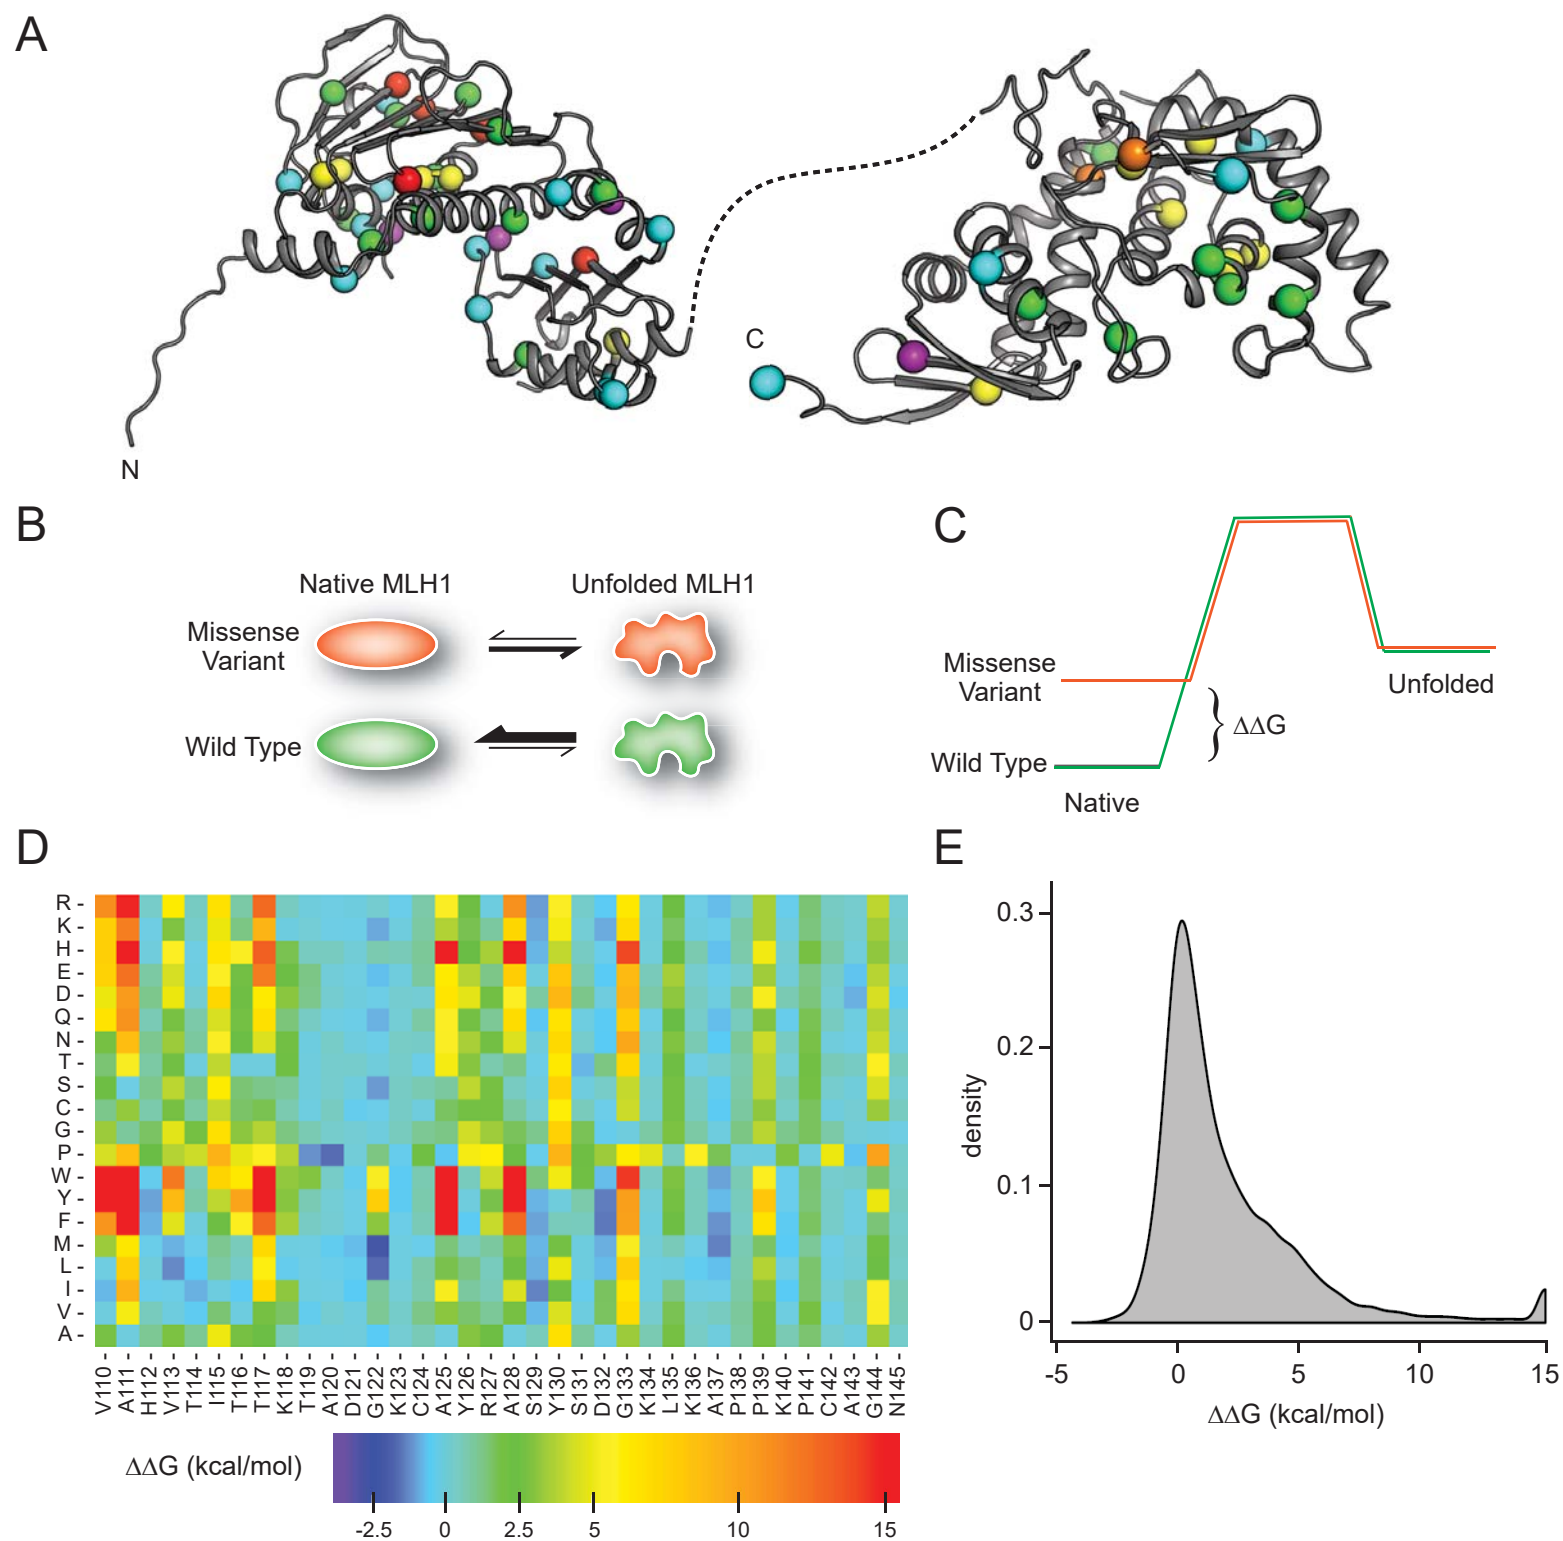 A
C
N
B
Native MLH1
Unfolded MLH1
Missense
Variant
Wild Type
C
Missense
Variant
Unfolded
ΔΔG
Wild Type
Native
D
R -
K -
H -
E -
D -
Q -
N -
T -
S -
C -
G -
P -
W -
Y -
F -
M -
L -
I -
V -
A -
V110 -
A111 -
H112 -
V113 -
T114 -
I115 -
T116 -
T117 -
K118 -
T119 -
A120 -
D121 -
G122 -
K123 -
C124 -
A125 -
Y126 -
R127 -
A128 -
S129 -
Y130 -
S131 -
D132 -
G133 -
K134 -
L135 -
K136 -
A137 -
P138 -
P139 -
K140 -
P141 -
C142 -
A143 -
G144 -
N145 -
ΔΔG (kcal/mol)
-2.5 0 2.5 5 10 15
E
density
0.3
0.2
0.1
0
-5 0 5 10 15
ΔΔG (kcal/mol)